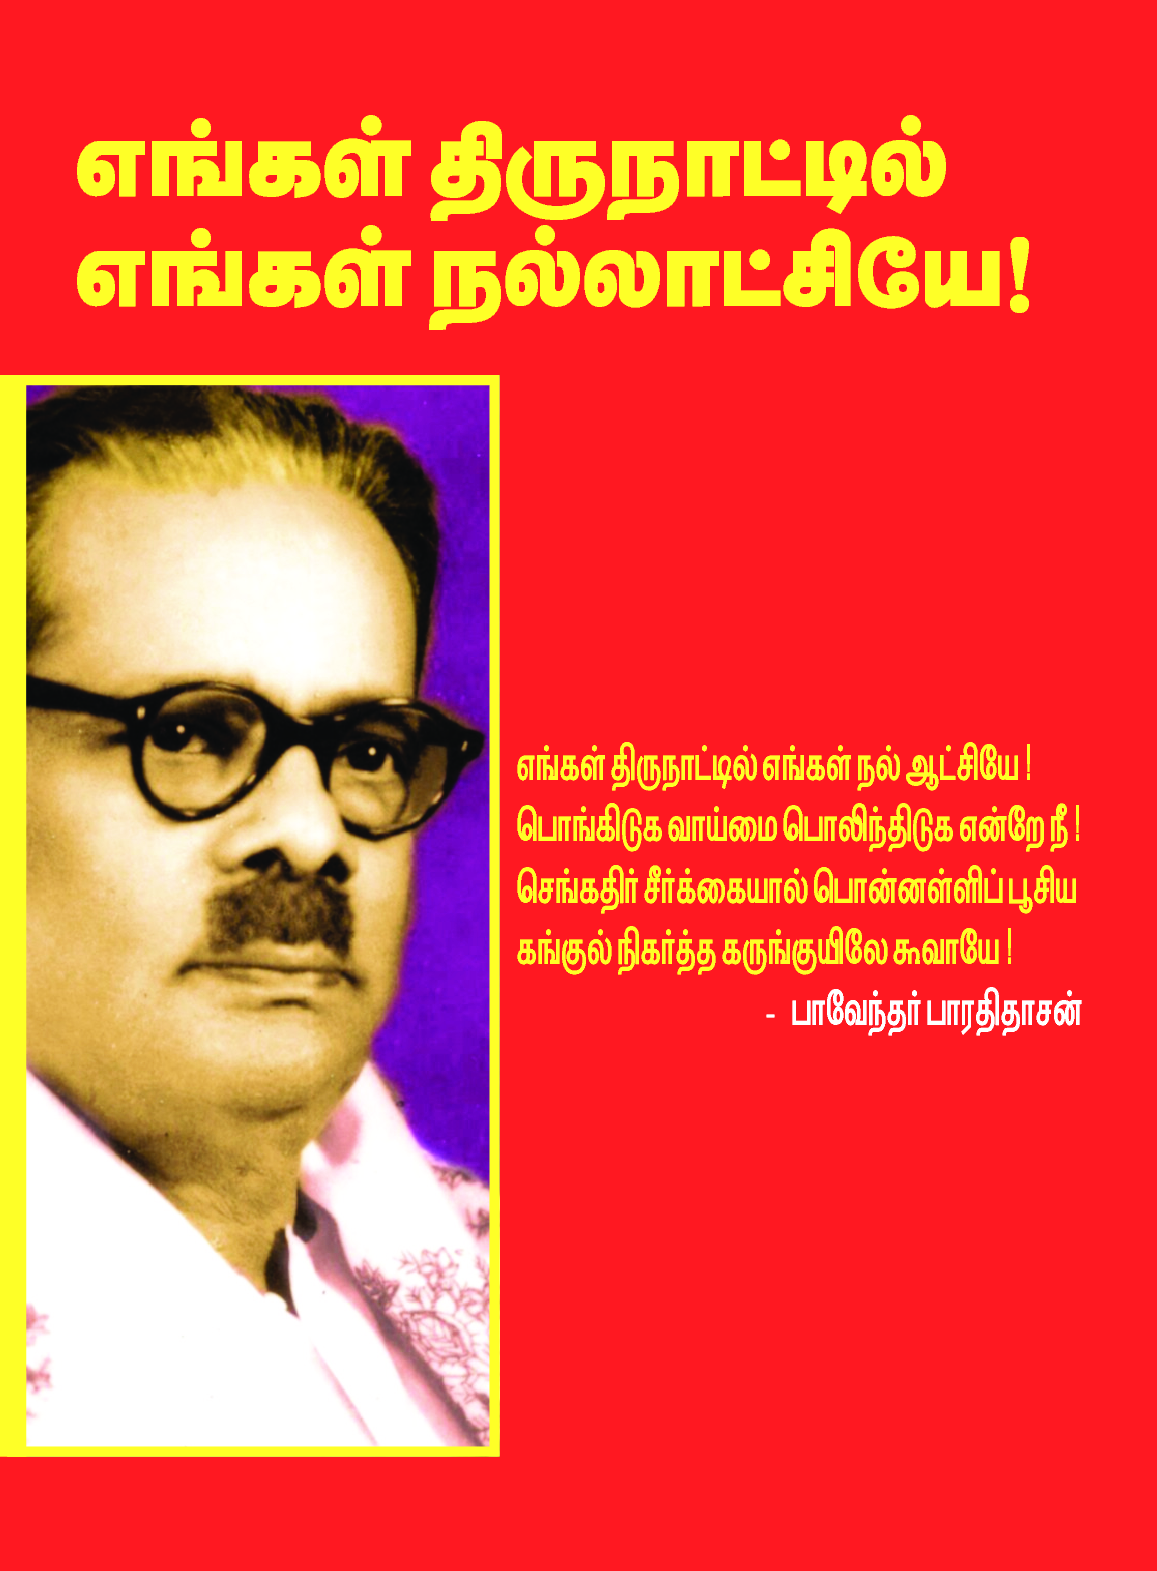 எங்கள் திருநாட்டில்
எங்கள் நல்லாட்சியே!
எங்கள் திருநாட்டில் எங்கள் நல் ஆட்சியே !
பொங்கிடுக வாய்மை பொலிந்திடுக என்றே நீ !
செங்கதிர் சீர்க்கையால் பொன்னள்ளிப் பூசிய
கங்குல் நிகர்த்த கருங்குயிலே கூவாயே !
- பாவேந்தர் பாரதிதாசன்